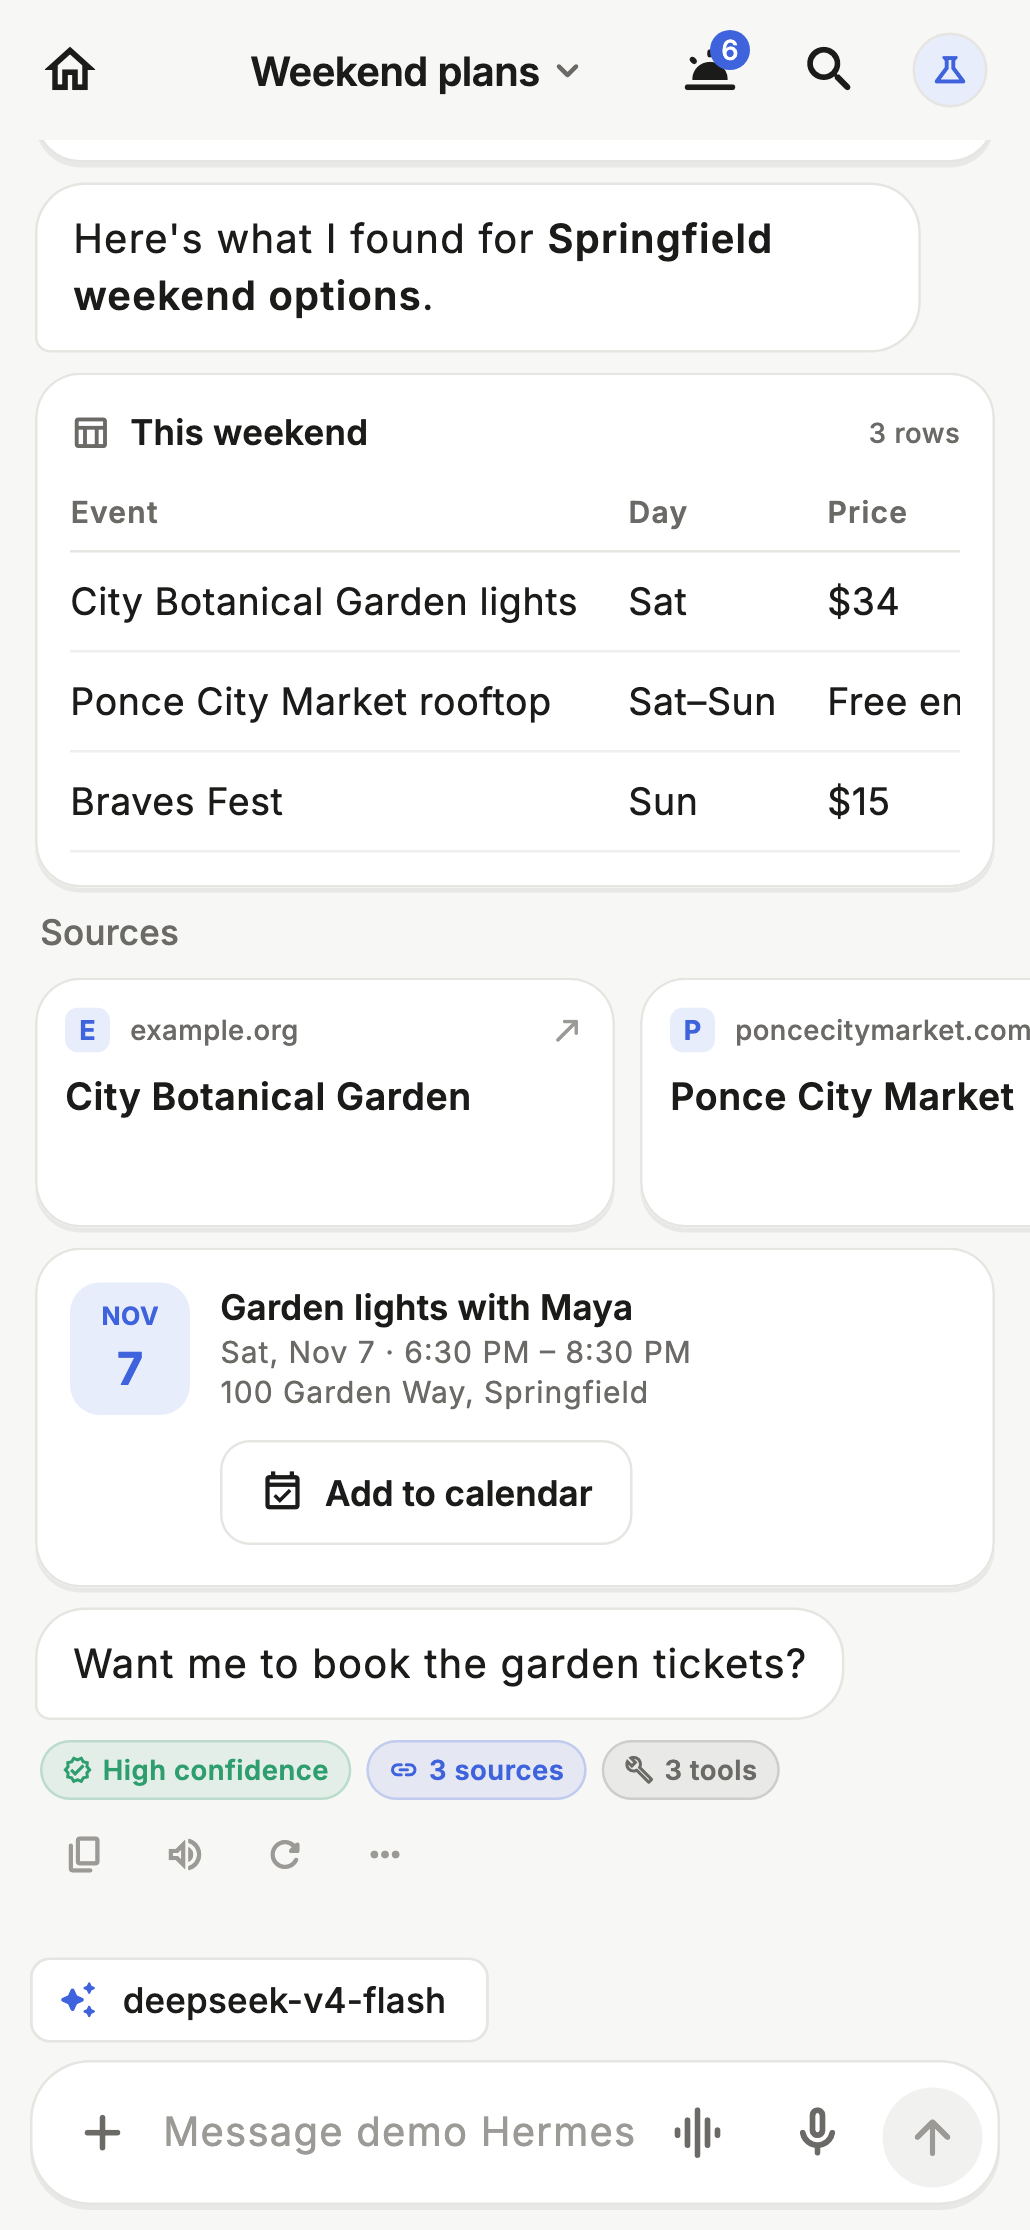 Weekend plans
6
Here's what I found for Springfield
weekend options.
This weekend
3 rows
Event Day Price
City Botanical Garden lights Sat $34
Ponce City Market rooftop Sat–Sun Free en
Braves Fest Sun $15
Sources
E example.org
City Botanical Garden
P poncecitymarket.com
Ponce City Market
NOV
7
Garden lights with Maya
Sat, Nov 7 · 6:30 PM – 8:30 PM
100 Garden Way, Springfield
Add to calendar
Want me to book the garden tickets?
High confidence
3 sources
3 tools
deepseek-v4-flash
Message demo Hermes